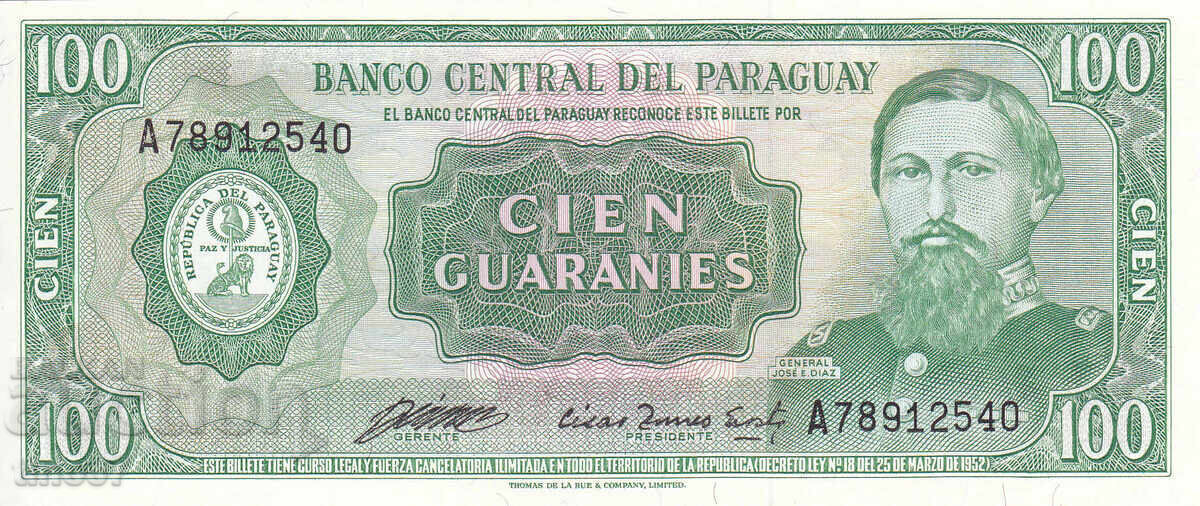 100
100
BANCO CENTRAL DEL PARAGUAY
EL BANCO CENTRAL DEL PARAGUAY RECONOCE ESTE BILLETE POR
A78912540
REPÚBLICA DEL PARAGUAY
PAZ Y JUSTICIA
CIEN
CIEN
GUARANIES
CIEN
GENERAL
JOSE E. DIAZ
GERENTE
PRESIDENTE
A78912540
100
100
ESTE BILLETE TIENE CURSO LEGAL Y FUERZA CANCELATORIA ILIMITADA EN TODO EL TERRITORIO DE LA REPUBLICA (DECRETO LEY Nº 18 DEL 25 DE MARZO DE 1952)
THOMAS DE LA RUE & COMPANY, LIMITED.